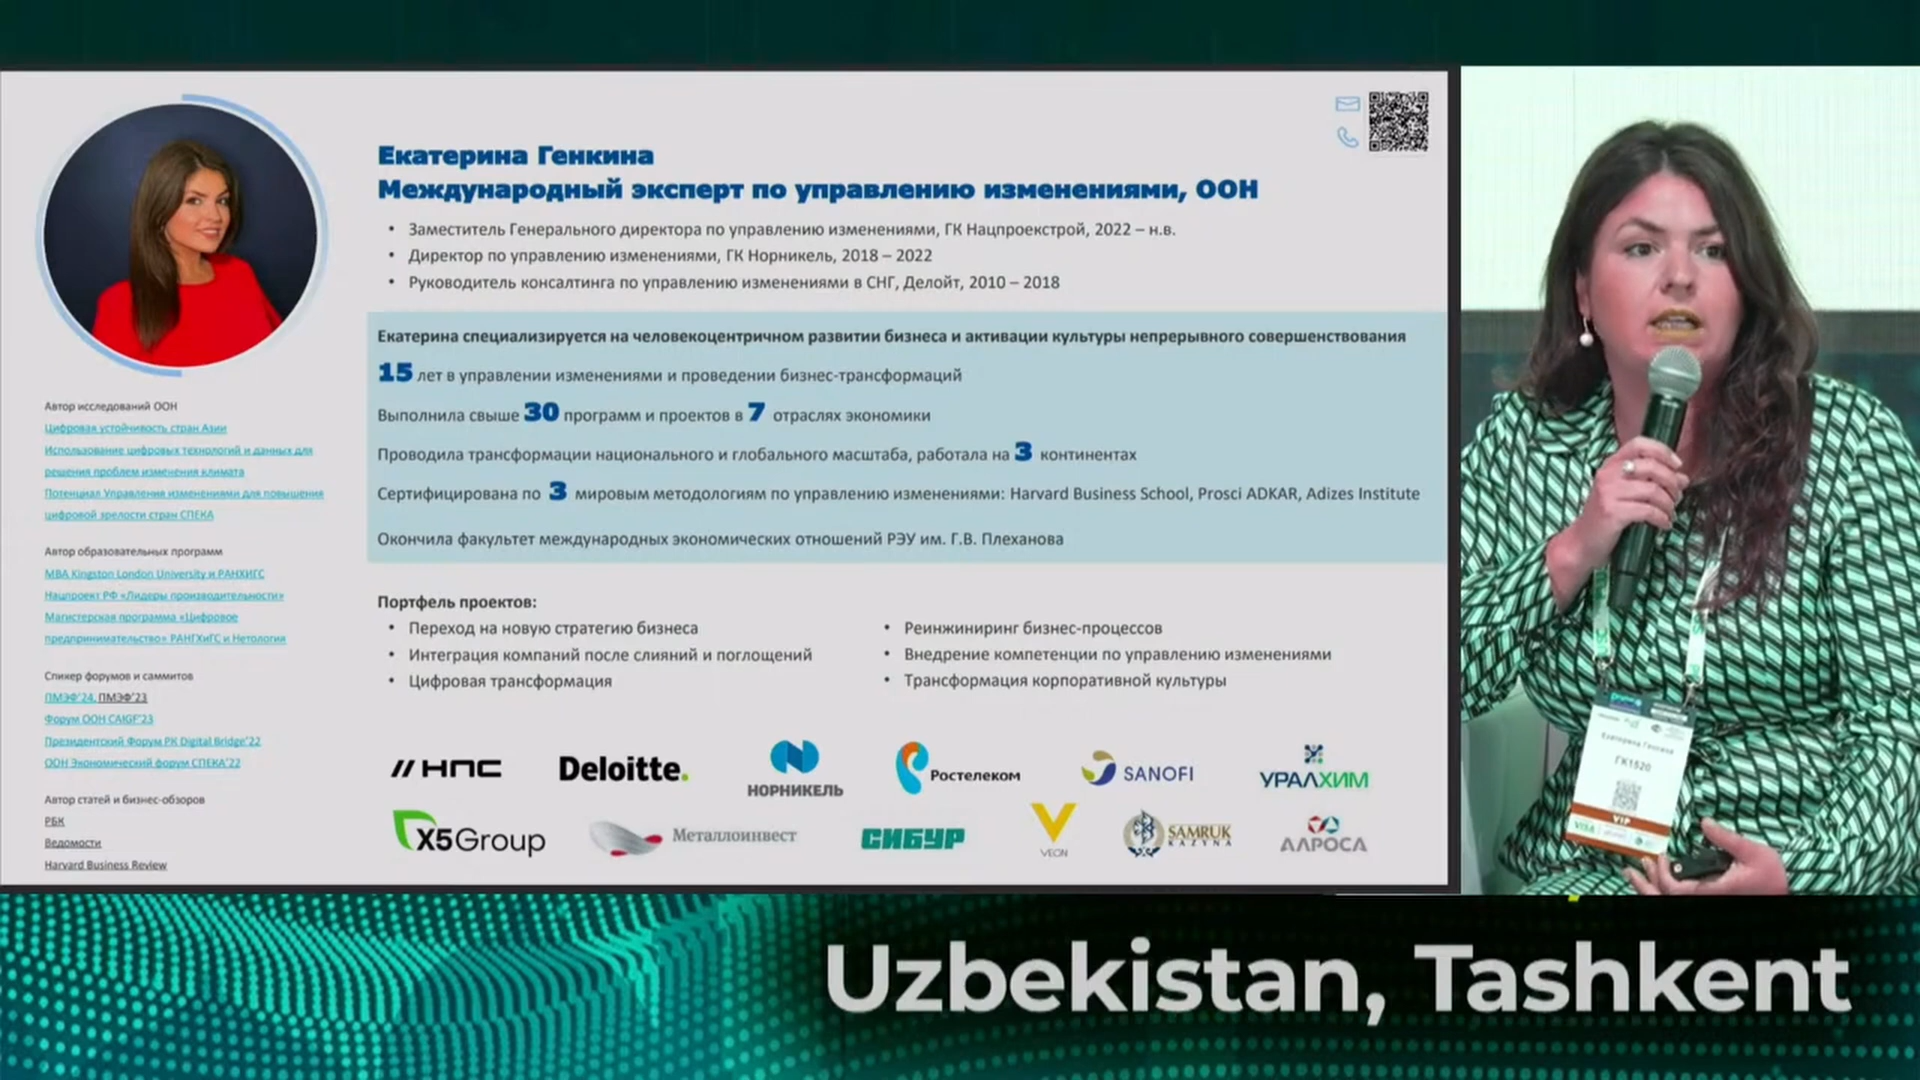 Екатерина Генкина
Международный эксперт по управлению изменениями, ООН
• Заместитель Генерального директора по управлению изменениями, ГК Нацпроекстрой, 2022 – н.в.
• Директор по управлению изменениями, ГК Норникель, 2018 – 2022
• Руководитель консалтинга по управлению изменениями в СНГ, Делойт, 2010 – 2018
Екатерина специализируется на человекоцентричном развитии бизнеса и активации культуры непрерывного совершенствования
15 лет в управлении изменениями и проведении бизнес-трансформаций
Выполнила свыше 30 программ и проектов в 7 отраслях экономики
Проводила трансформации национального и глобального масштаба, работала на 3 континентах
Сертифицирована по 3 мировым методологиям по управлению изменениями: Harvard Business School, Prosci ADKAR, Adizes Institute
Окончила факультет международных экономических отношений РЭУ им. Г.В. Плеханова
Автор исследований ООН
Цифровая устойчивость стран Азии
Использование цифровых технологий и данных для
решения проблем изменения климата
Потенциал Управления изменениями для повышения
цифровой зрелости стран СПЕКА
Автор образовательных программ
MBA Kingston London University и РАНХИГС
Нацпроект РФ «Лидеры производительности»
Магистерская программа «Цифровое
предпринимательство» РАНГХиГС и Нетология
Спикер форумов и саммитов
ПМЭФ'24, ПМЭФ'23
Форум ООН CAIGF'23
Президентский Форум РК Digital Bridge'22
ООН Экономический форум СПЕКА'22
Автор статей и бизнес-обзоров
РБК
Ведомости
Harvard Business Review
Портфель проектов:
• Переход на новую стратегию бизнеса
• Интеграция компаний после слияний и поглощений
• Цифровая трансформация
• Реинжиниринг бизнес-процессов
• Внедрение компетенции по управлению изменениями
• Трансформация корпоративной культуры
НПС
Deloitte.
НОРНИКЕЛЬ
Ростелеком
SANOFI
УРАЛХИМ
X5Group
Металлоинвест
СИБУР
VEON
SAMRUK
KAZYNA
АЛРОСА
Екатерина Генкина
ГК1520
VIP
VISA
Uzbekistan, Tashkent